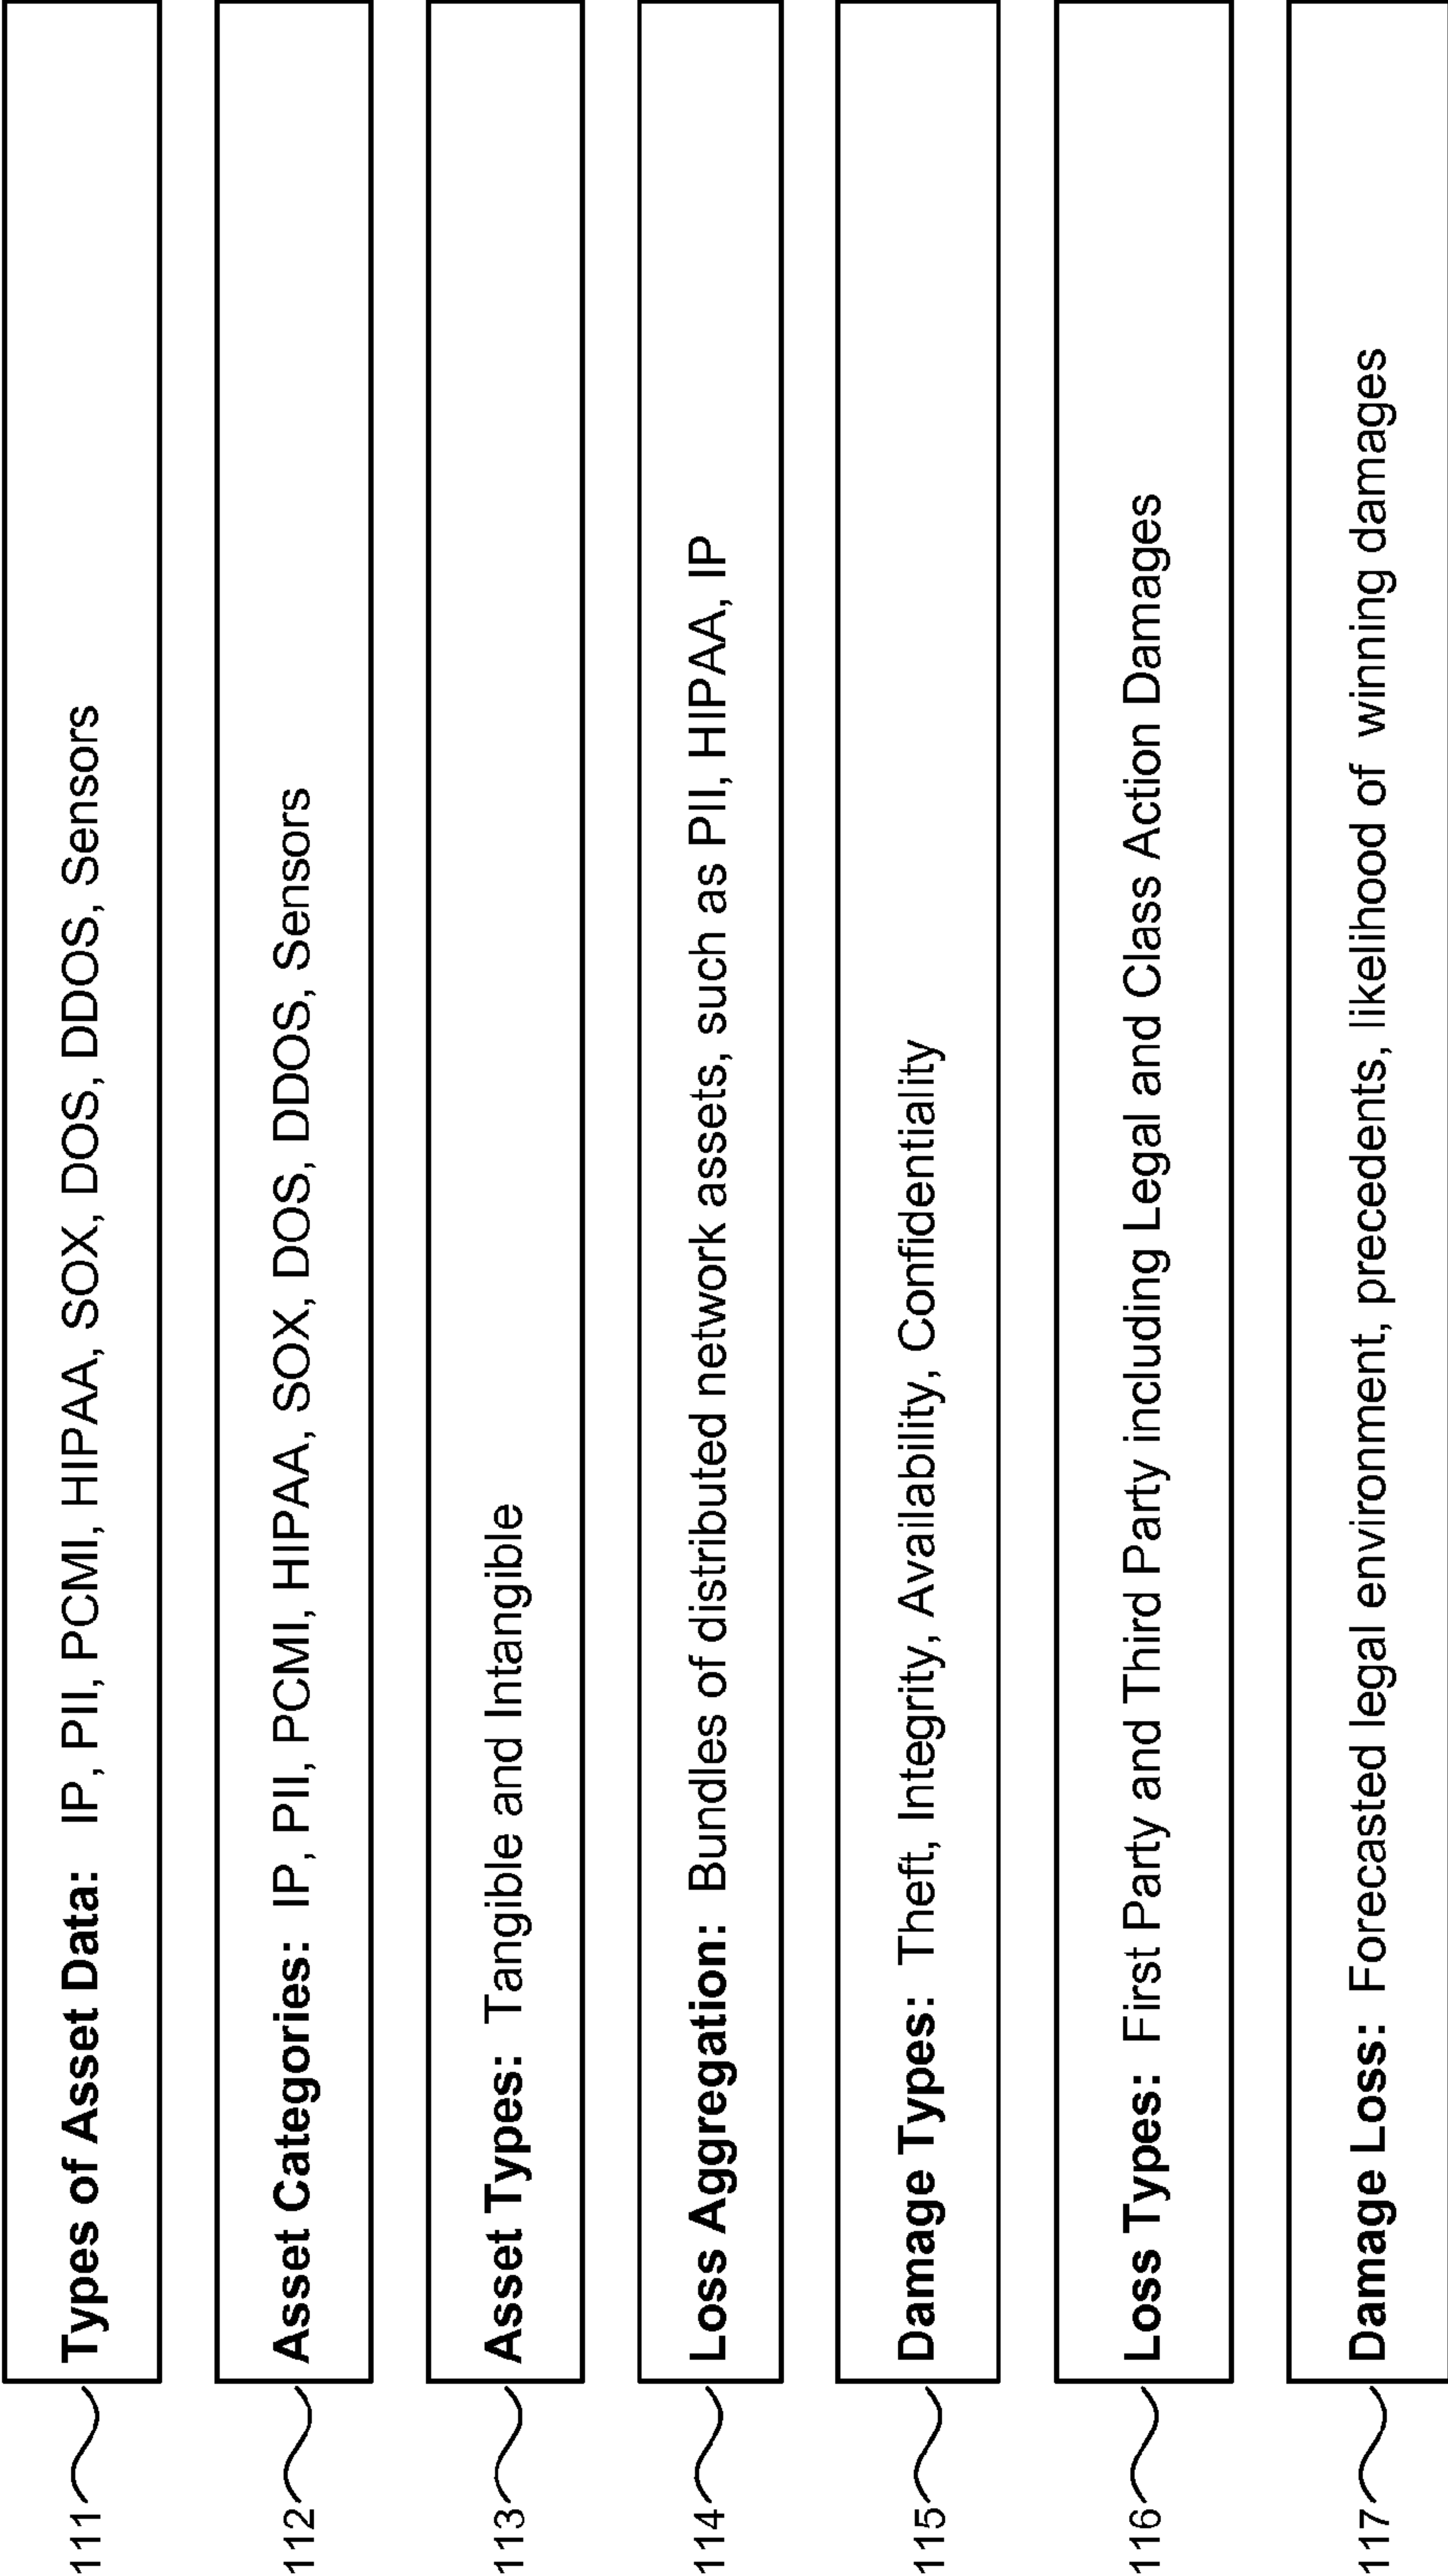 111 Types of Asset Data: IP, PII, PCMI, HIPAA, SOX, DOS, DDOS, Sensors
112 Asset Categories: IP, PII, PCMI, HIPAA, SOX, DOS, DDOS, Sensors
113 Asset Types: Tangible and Intangible
114 Loss Aggregation: Bundles of distributed network assets, such as PII, HIPAA, IP
115 Damage Types: Theft, Integrity, Availability, Confidentiality
116 Loss Types: First Party and Third Party including Legal and Class Action Damages
117 Damage Loss: Forecasted legal environment, precedents, likelihood of winning damages